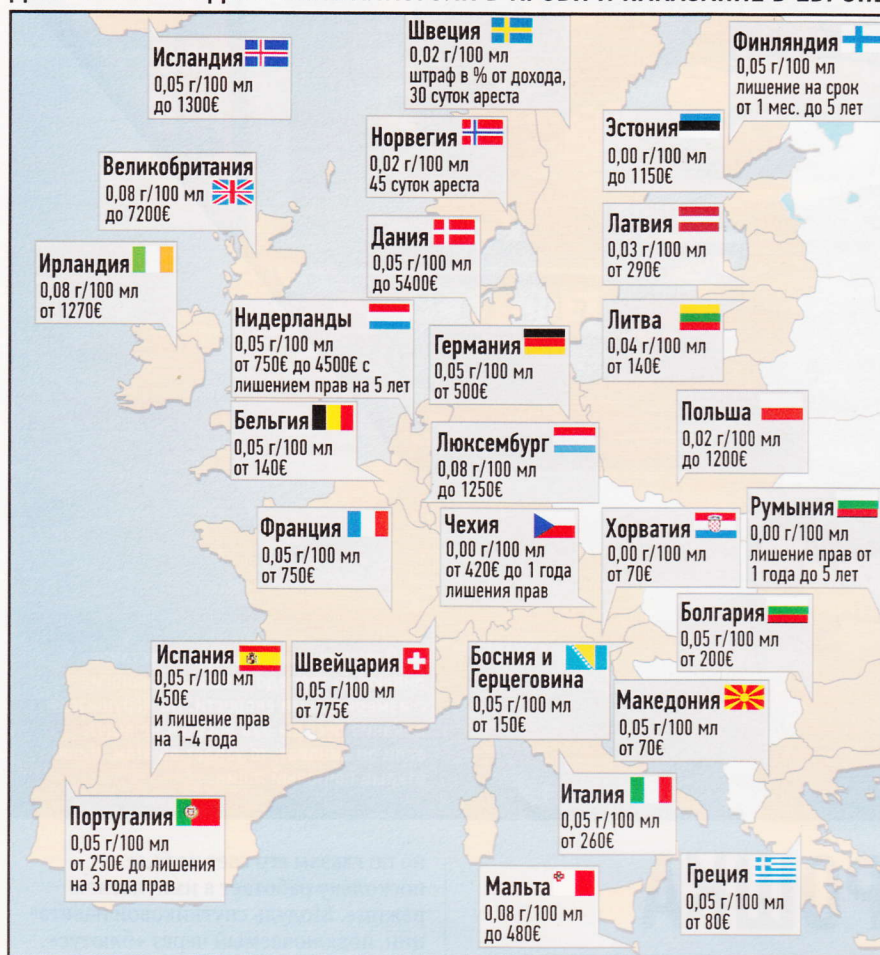 Исландия
0,05 г/100 мл
до 1300€
Швеция
0,02 г/100 мл
штраф в % от дохода,
30 суток ареста
Финляндия
0,05 г/100 мл
лишение на срок
от 1 мес. до 5 лет
Норвегия
0,02 г/100 мл
45 суток ареста
Эстония
0,00 г/100 мл
до 1150€
Великобритания
0,08 г/100 мл
до 7200€
Дания
0,05 г/100 мл
до 5400€
Латвия
0,03 г/100 мл
от 290€
Ирландия
0,08 г/100 мл
от 1270€
Нидерланды
0,05 г/100 мл
от 750€ до 4500€ с
лишением прав на 5 лет
Германия
0,05 г/100 мл
от 500€
Литва
0,04 г/100 мл
от 140€
Бельгия
0,05 г/100 мл
от 140€
Люксембург
0,08 г/100 мл
до 1250€
Польша
0,02 г/100 мл
до 1200€
Франция
0,05 г/100 мл
от 750€
Чехия
0,00 г/100 мл
от 420€ до 1 года
лишения прав
Хорватия
0,00 г/100 мл
от 70€
Румыния
0,00 г/100 мл
лишение прав от
1 года до 5 лет
Болгария
0,05 г/100 мл
от 200€
Испания
0,05 г/100 мл
450€
и лишение прав
на 1-4 года
Швейцария
0,05 г/100 мл
от 775€
Босния и
Герцеговина
0,05 г/100 мл
от 150€
Македония
0,05 г/100 мл
от 70€
Португалия
0,05 г/100 мл
от 250€ до лишения
на 3 года прав
Италия
0,05 г/100 мл
от 260€
Мальта
0,08 г/100 мл
до 480€
Греция
0,05 г/100 мл
от 80€